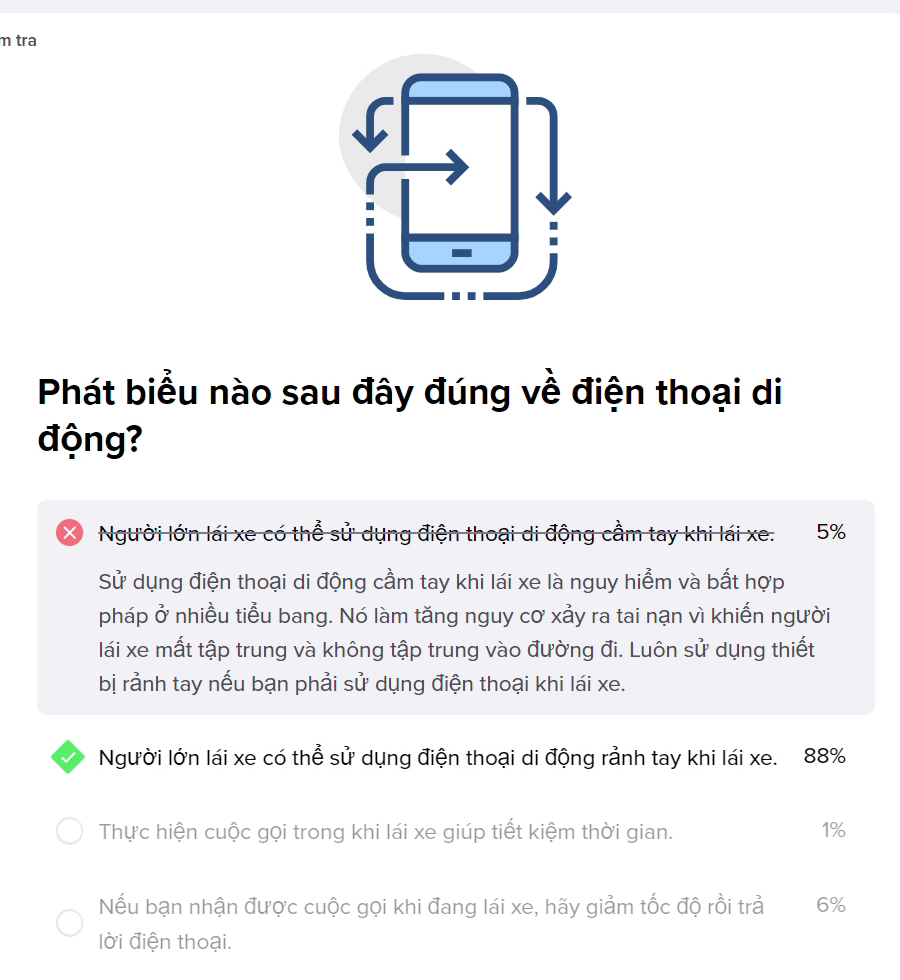 m tra
Phát biểu nào sau đây đúng về điện thoại di
động?
Người lớn lái xe có thể sử dụng điện thoại di động cầm tay khi lái xe. 5%
Sử dụng điện thoại di động cầm tay khi lái xe là nguy hiểm và bất hợp
pháp ở nhiều tiểu bang. Nó làm tăng nguy cơ xảy ra tai nạn vì khiến người
lái xe mất tập trung và không tập trung vào đường đi. Luôn sử dụng thiết
bị rảnh tay nếu bạn phải sử dụng điện thoại khi lái xe.
Người lớn lái xe có thể sử dụng điện thoại di động rảnh tay khi lái xe. 88%
Thực hiện cuộc gọi trong khi lái xe giúp tiết kiệm thời gian. 1%
Nếu bạn nhận được cuộc gọi khi đang lái xe, hãy giảm tốc độ rồi trả 6%
lời điện thoại.